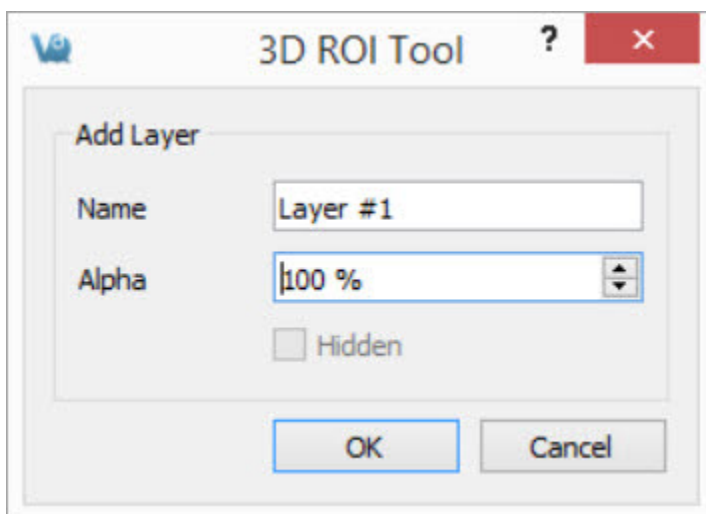 3D ROI Tool ?
Add Layer
Name Layer #1
Alpha 100 %
Hidden
OK Cancel